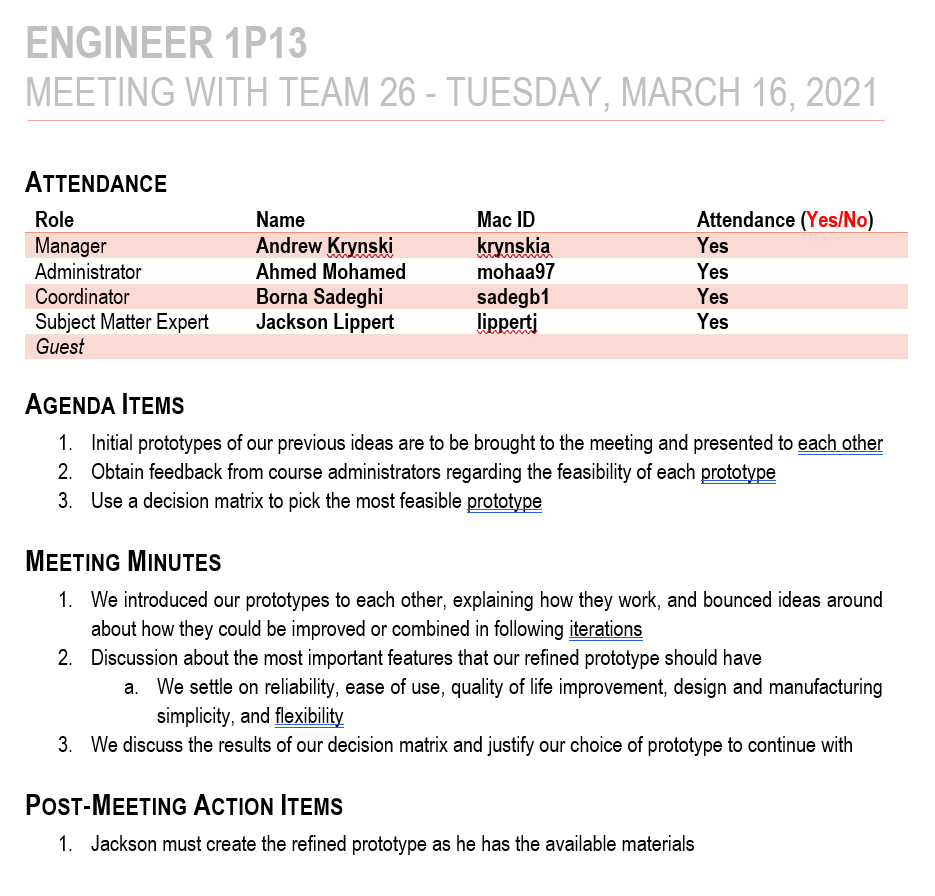 ENGINEER 1P13
MEETING WITH TEAM 26 - TUESDAY, MARCH 16, 2021
ATTENDANCE
Role Name Mac ID Attendance (Yes/No)
Manager Andrew Krynski krynskia Yes
Administrator Ahmed Mohamed mohaa97 Yes
Coordinator Borna Sadeghi sadegb1 Yes
Subject Matter Expert Jackson Lippert lippertj Yes
Guest
AGENDA ITEMS
1. Initial prototypes of our previous ideas are to be brought to the meeting and presented to each other
2. Obtain feedback from course administrators regarding the feasibility of each prototype
3. Use a decision matrix to pick the most feasible prototype
MEETING MINUTES
1. We introduced our prototypes to each other, explaining how they work, and bounced ideas around
about how they could be improved or combined in following iterations
2. Discussion about the most important features that our refined prototype should have
a. We settle on reliability, ease of use, quality of life improvement, design and manufacturing
simplicity, and flexibility
3. We discuss the results of our decision matrix and justify our choice of prototype to continue with
POST-MEETING ACTION ITEMS
1. Jackson must create the refined prototype as he has the available materials